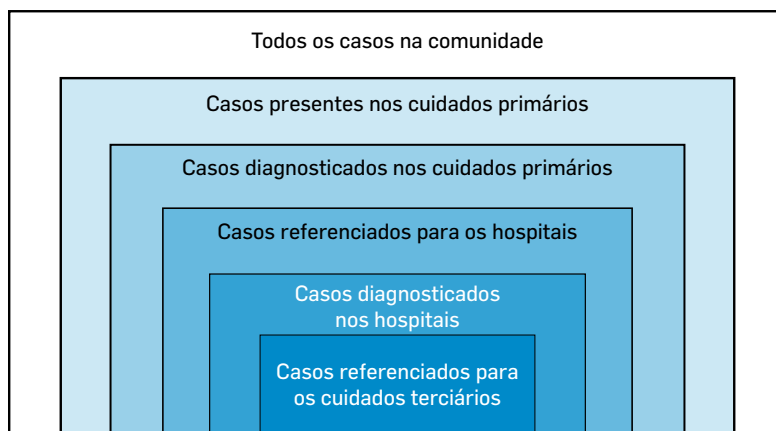 Todos os casos na comunidade
Casos presentes nos cuidados primários
Casos diagnosticados nos cuidados primários
Casos referenciados para os hospitais
Casos diagnosticados
nos hospitais
Casos referenciados para
os cuidados terciários